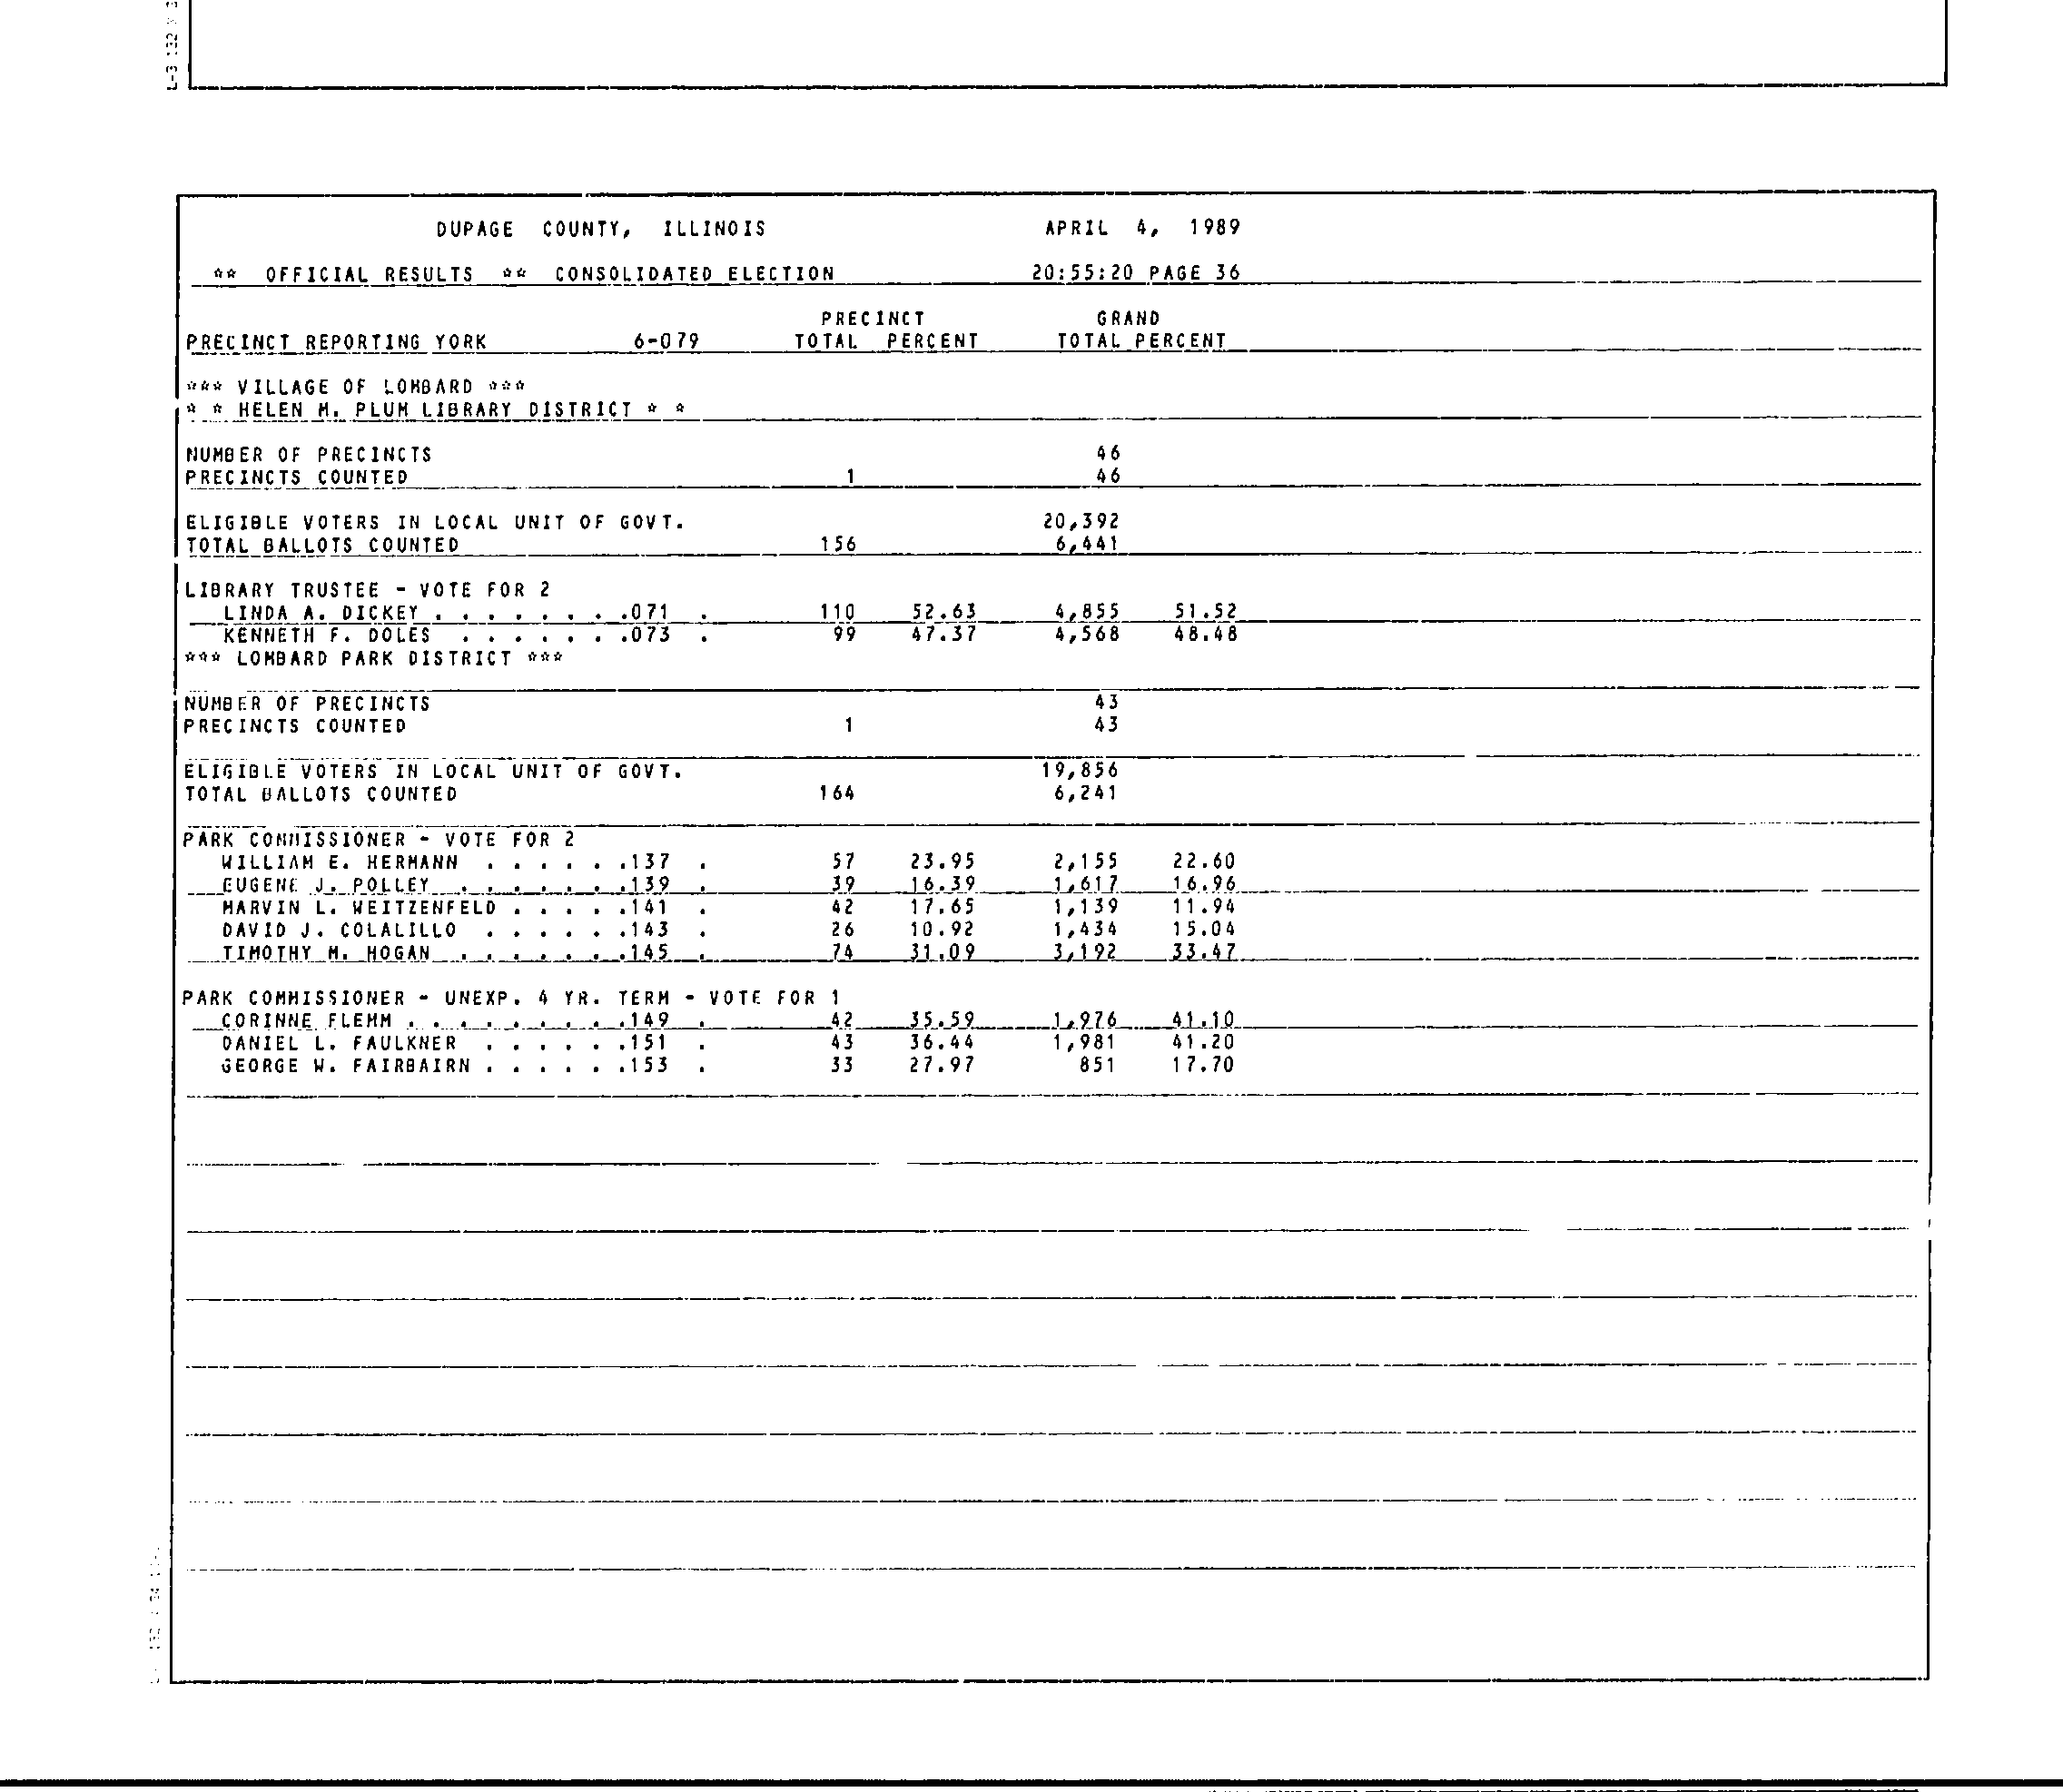 DUPAGE COUNTY, ILLINOIS APRIL 4, 1989
** OFFICIAL RESULTS ** CONSOLIDATED ELECTION 20:55:20 PAGE 36
PRECINCT GRAND
PRECINCT REPORTING YORK 6-079 TOTAL PERCENT TOTAL PERCENT
*** VILLAGE OF LOMBARD ***
* * HELEN M. PLUM LIBRARY DISTRICT * *
NUMBER OF PRECINCTS 46
PRECINCTS COUNTED 1 46
ELIGIBLE VOTERS IN LOCAL UNIT OF GOVT. 20,392
TOTAL BALLOTS COUNTED 156 6,441
LIBRARY TRUSTEE - VOTE FOR 2
LINDA A. DICKEY . . . . . . . .071 . 110 52.63 4,855 51.52
KENNETH F. DOLES . . . . . . .073 . 99 47.37 4,568 48.48
*** LOMBARD PARK DISTRICT ***
NUMBER OF PRECINCTS 43
PRECINCTS COUNTED 1 43
ELIGIBLE VOTERS IN LOCAL UNIT OF GOVT. 19,856
TOTAL BALLOTS COUNTED 164 6,241
PARK COMMISSIONER - VOTE FOR 2
WILLIAM E. HERMANN . . . . . .137 . 57 23.95 2,155 22.60
EUGENE J. POLLEY . . . . . . .139 . 39 16.39 1,617 16.96
MARVIN L. WEITZENFELD . . . . .141 . 42 17.65 1,139 11.94
DAVID J. COLALILLO . . . . . .143 . 26 10.92 1,434 15.04
TIMOTHY M. HOGAN . . . . . . .145 . 74 31.09 3,192 33.47
PARK COMMISSIONER - UNEXP. 4 YR. TERM - VOTE FOR 1
CORINNE FLEMM . . . . . . . . .149 . 42 35.59 1,976 41.10
DANIEL L. FAULKNER . . . . . .151 . 43 36.44 1,981 41.20
GEORGE W. FAIRBAIRN . . . . . .153 . 33 27.97 851 17.70